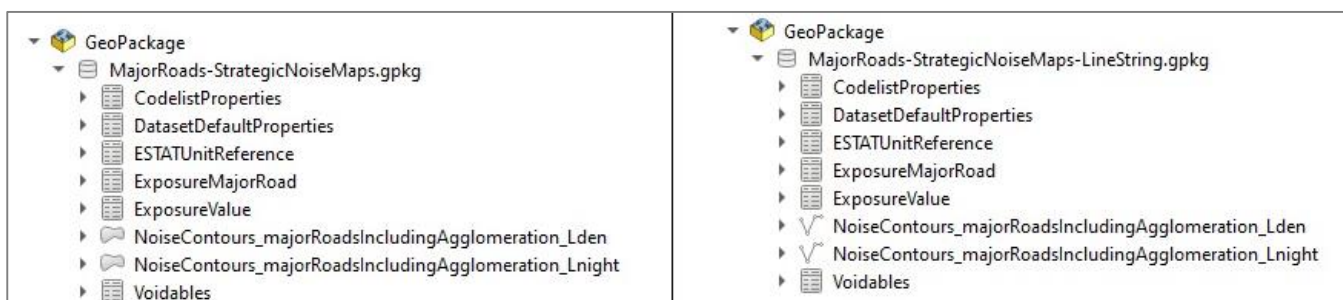 GeoPackage
MajorRoads-StrategicNoiseMaps.gpkg
CodelistProperties
DatasetDefaultProperties
ESTATUnitReference
ExposureMajorRoad
ExposureValue
NoiseContours_majorRoadsIncludingAgglomeration_Lden
NoiseContours_majorRoadsIncludingAgglomeration_Lnight
Voidables
GeoPackage
MajorRoads-StrategicNoiseMaps-LineString.gpkg
CodelistProperties
DatasetDefaultProperties
ESTATUnitReference
ExposureMajorRoad
ExposureValue
NoiseContours_majorRoadsIncludingAgglomeration_Lden
NoiseContours_majorRoadsIncludingAgglomeration_Lnight
Voidables